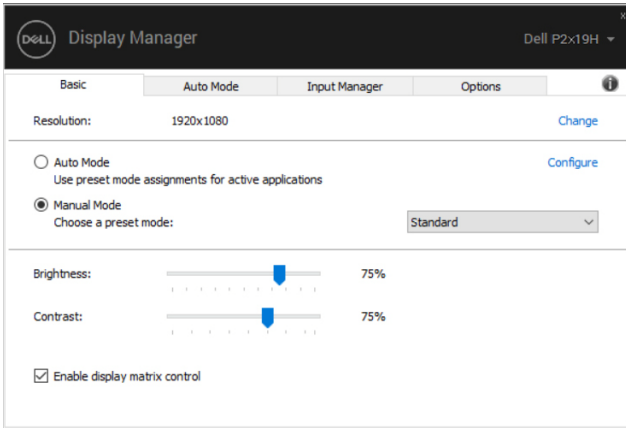 x
DELL Display Manager Dell P2x19H
Basic Auto Mode Input Manager Options
Resolution: 1920x1080 Change
Auto Mode Configure
Use preset mode assignments for active applications
Manual Mode
Choose a preset mode: Standard
Brightness: 75%
Contrast: 75%
Enable display matrix control